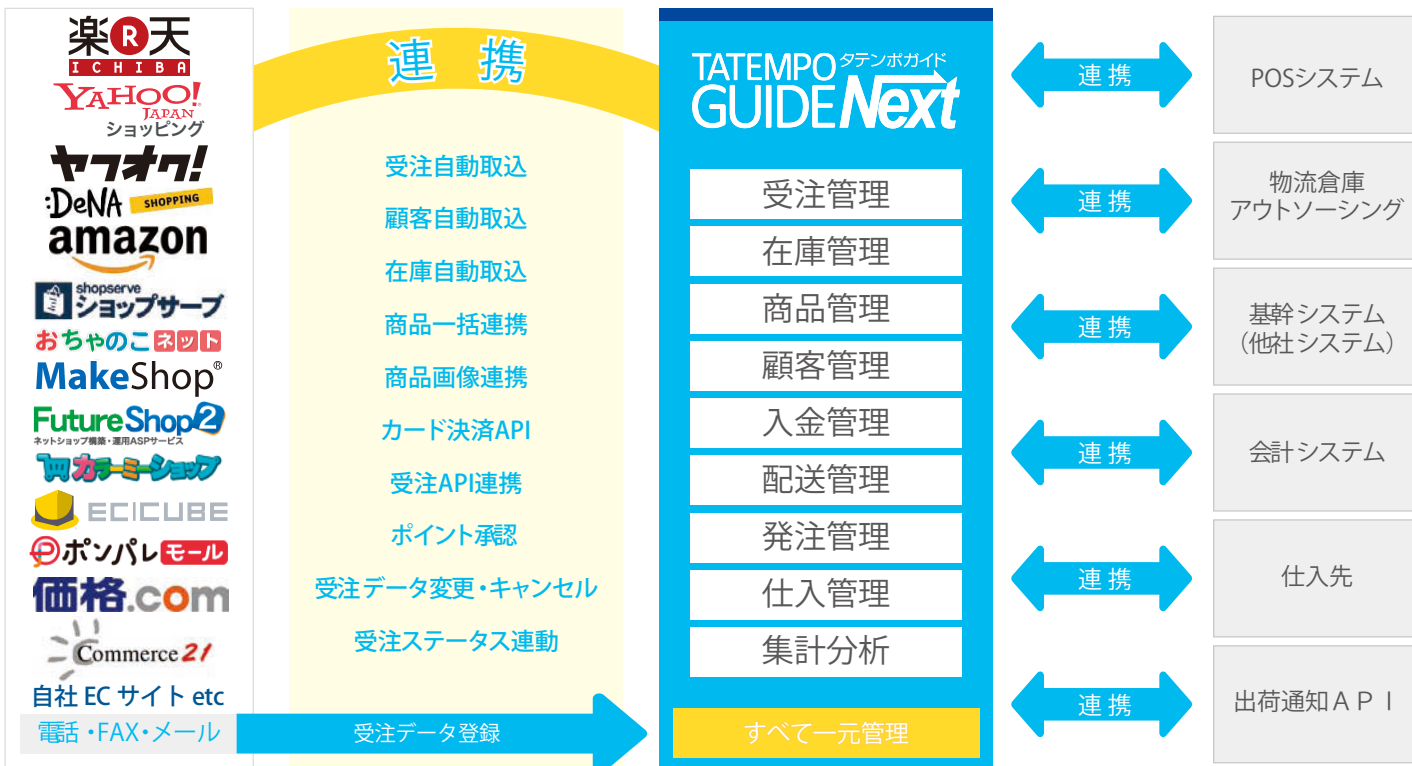 楽R天
ICHIBA
YAHOO!
JAPAN
ショッピング
ヤフオク!
:DeNA SHOPPING
amazon
shopserve
ショップサーブ
おちゃのこネット
MakeShop®
FutureShop2
ネットショップ構築・運用ASPサービス
カラーミーショップ
EC|CUBE
ポンパレモール
価格.com
Commerce21
自社 EC サイト etc
電話・FAX・メール
連 携
受注自動取込
顧客自動取込
在庫自動取込
商品一括連携
商品画像連携
カード決済API
受注API連携
ポイント承認
受注データ変更・キャンセル
受注ステータス連動
受注データ登録
TATEMPO タテンポガイド
GUIDE Next
受注管理
在庫管理
商品管理
顧客管理
入金管理
配送管理
発注管理
仕入管理
集計分析
すべて一元管理
連 携
POSシステム
連 携
物流倉庫
アウトソーシング
連 携
基幹システム
（他社システム）
連 携
会計システム
連 携
仕入先
連 携
出荷通知ＡＰＩ